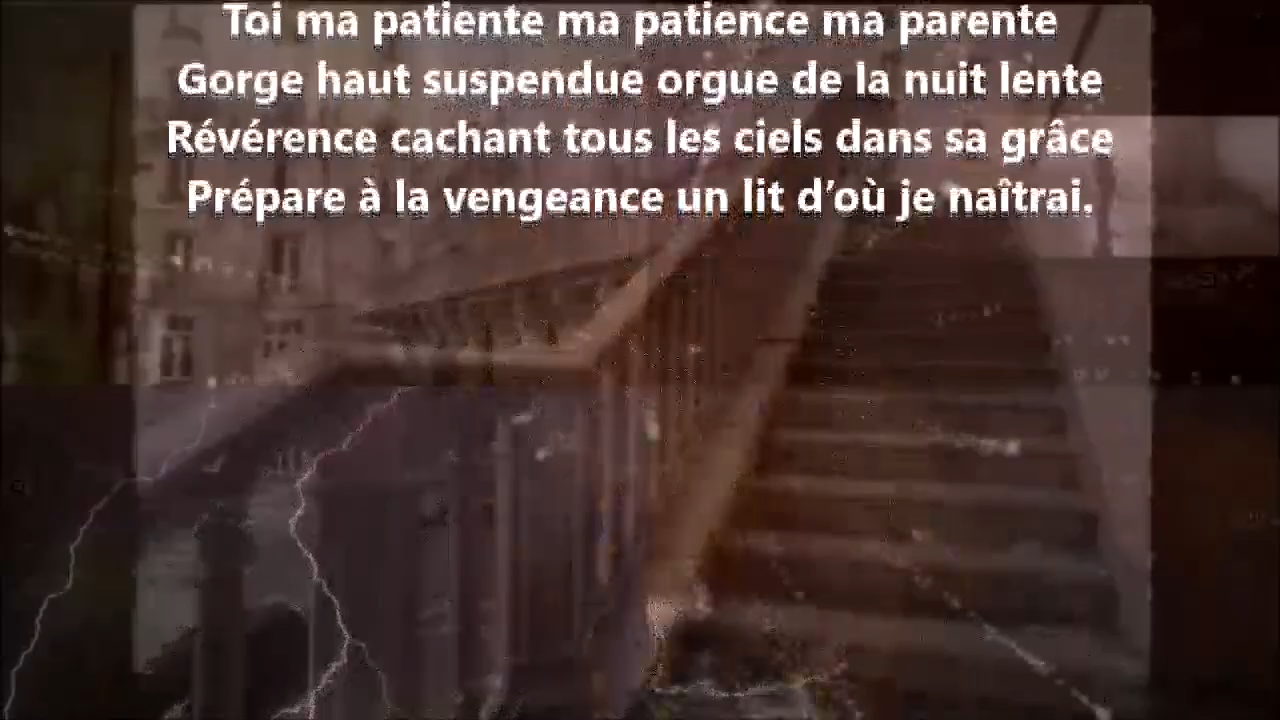 Toi ma patiente ma patience ma parente
Gorge haut suspendue orgue de la nuit lente
Révérence cachant tous les ciels dans sa grâce
Prépare à la vengeance un lit d’où je naîtrai.